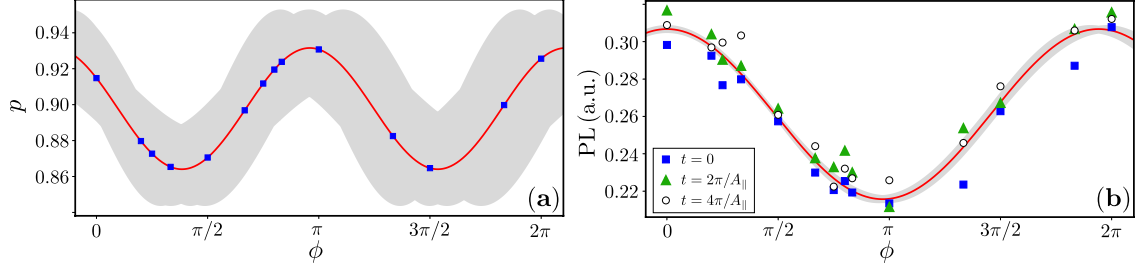 0.94
0.92
0.90
0.88
0.86
p
0
π/2
π
3π/2
2π
ϕ
(a)
0.30
0.28
0.26
0.24
0.22
PL (a.u.)
t = 0
t = 2π/A∥
t = 4π/A∥
0
π/2
π
3π/2
2π
ϕ
(b)